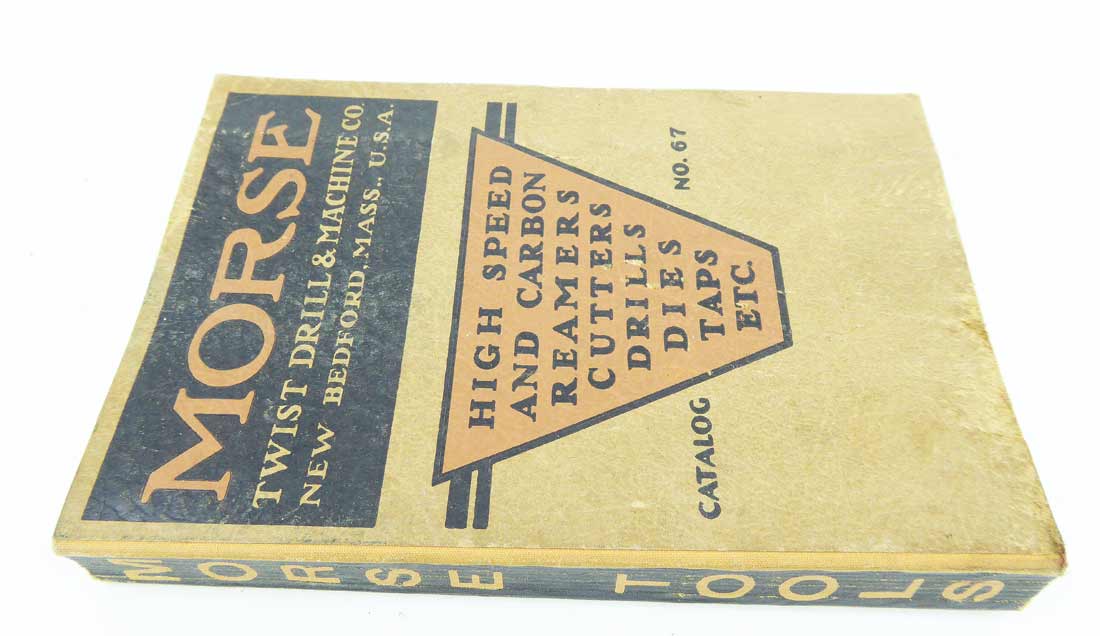 MORSE
TWIST DRILL & MACHINE CO.
NEW BEDFORD, MASS., U.S.A.
HIGH SPEED
AND CARBON
REAMERS
CUTTERS
DRILLS
DIES
TAPS
ETC.
CATALOG NO. 67
MORSE TOOLS